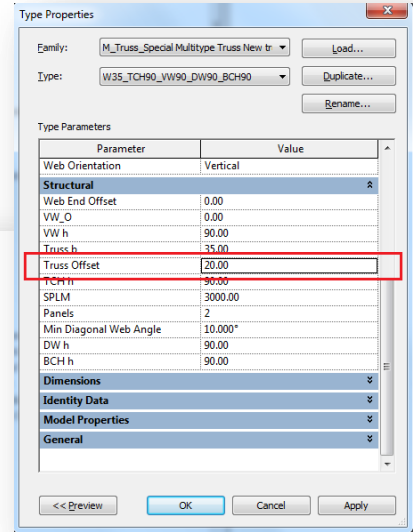 Type Properties
Family: M_Truss_Special Multitype Truss New tr Load...
Type: W35_TCH90_VW90_DW90_BCH90 Duplicate...
Rename...
Type Parameters
Parameter Value
Web Orientation Vertical
Structural
Web End Offset 0.00
VW_O 0.00
VW h 90.00
Truss b 35.00
Truss Offset 20.00
TCH h 90.00
SPLM 3000.00
Panels 2
Min Diagonal Web Angle 10.000°
DW h 90.00
BCH h 90.00
Dimensions
Identity Data
Model Properties
General
<< Preview OK Cancel Apply